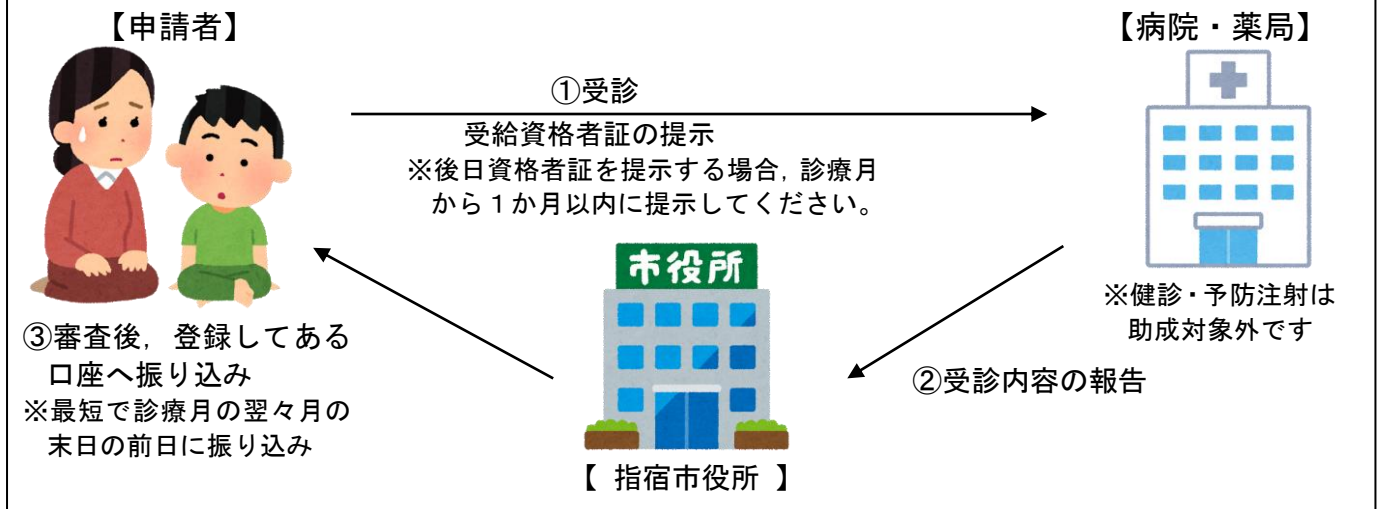 【申請者】
【病院・薬局】
①受診
受給資格者証の提示
※後日資格者証を提示する場合，診療月
から１か月以内に提示してください。
市役所
※健診・予防注射は
助成対象外です
③審査後，登録してある
口座へ振り込み
※最短で診療月の翌々月の
末日の前日に振り込み
②受診内容の報告
【 指宿市役所 】